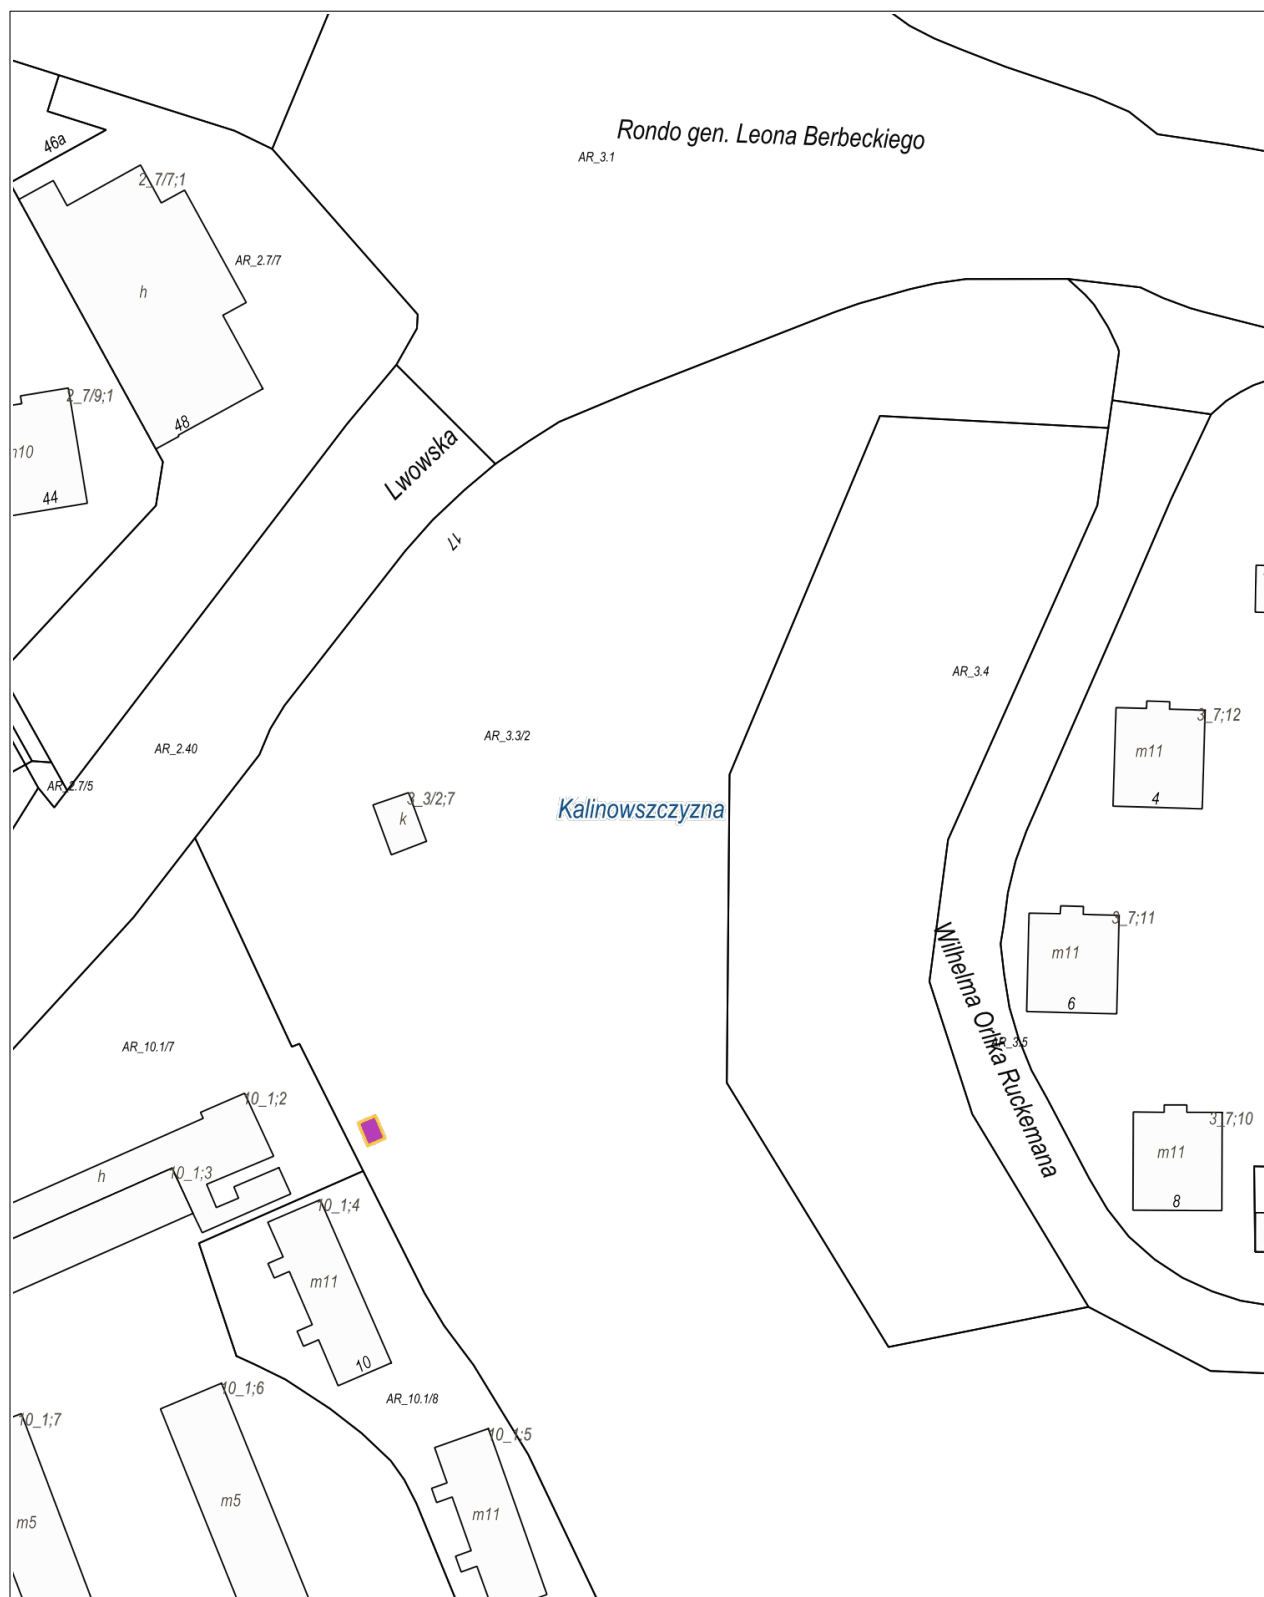 Rondo gen. Leona Berbeckiego
AR_3.1
46a
2_7/7;1
AR_2.7/7
h
2_7/9;1
48
44
Lwowska
17
AR_3.4
3_7;12
AR_3.3/2
AR_2.40
m11
AR_2.7/5
4
3_3/2;7
k
Kalinowszczyzna
3_7;11
m11
6
Wilhelma Orlika Ruckemana
AR_3.5
AR_10.1/7
10_1;2
3_7;10
m11
8
h
10_1;3
10_1;4
m11
10
10_1;6
AR_10.1/8
10_1;7
10_1;5
m5
m11
m5